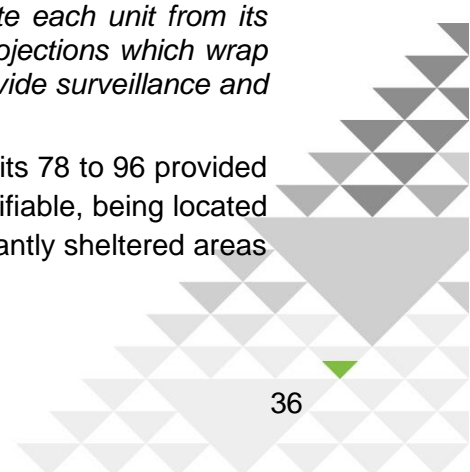 te each unit from its
ojections which wrap
vide surveillance and
its 78 to 96 provided
ifiable, being located
antly sheltered areas
36